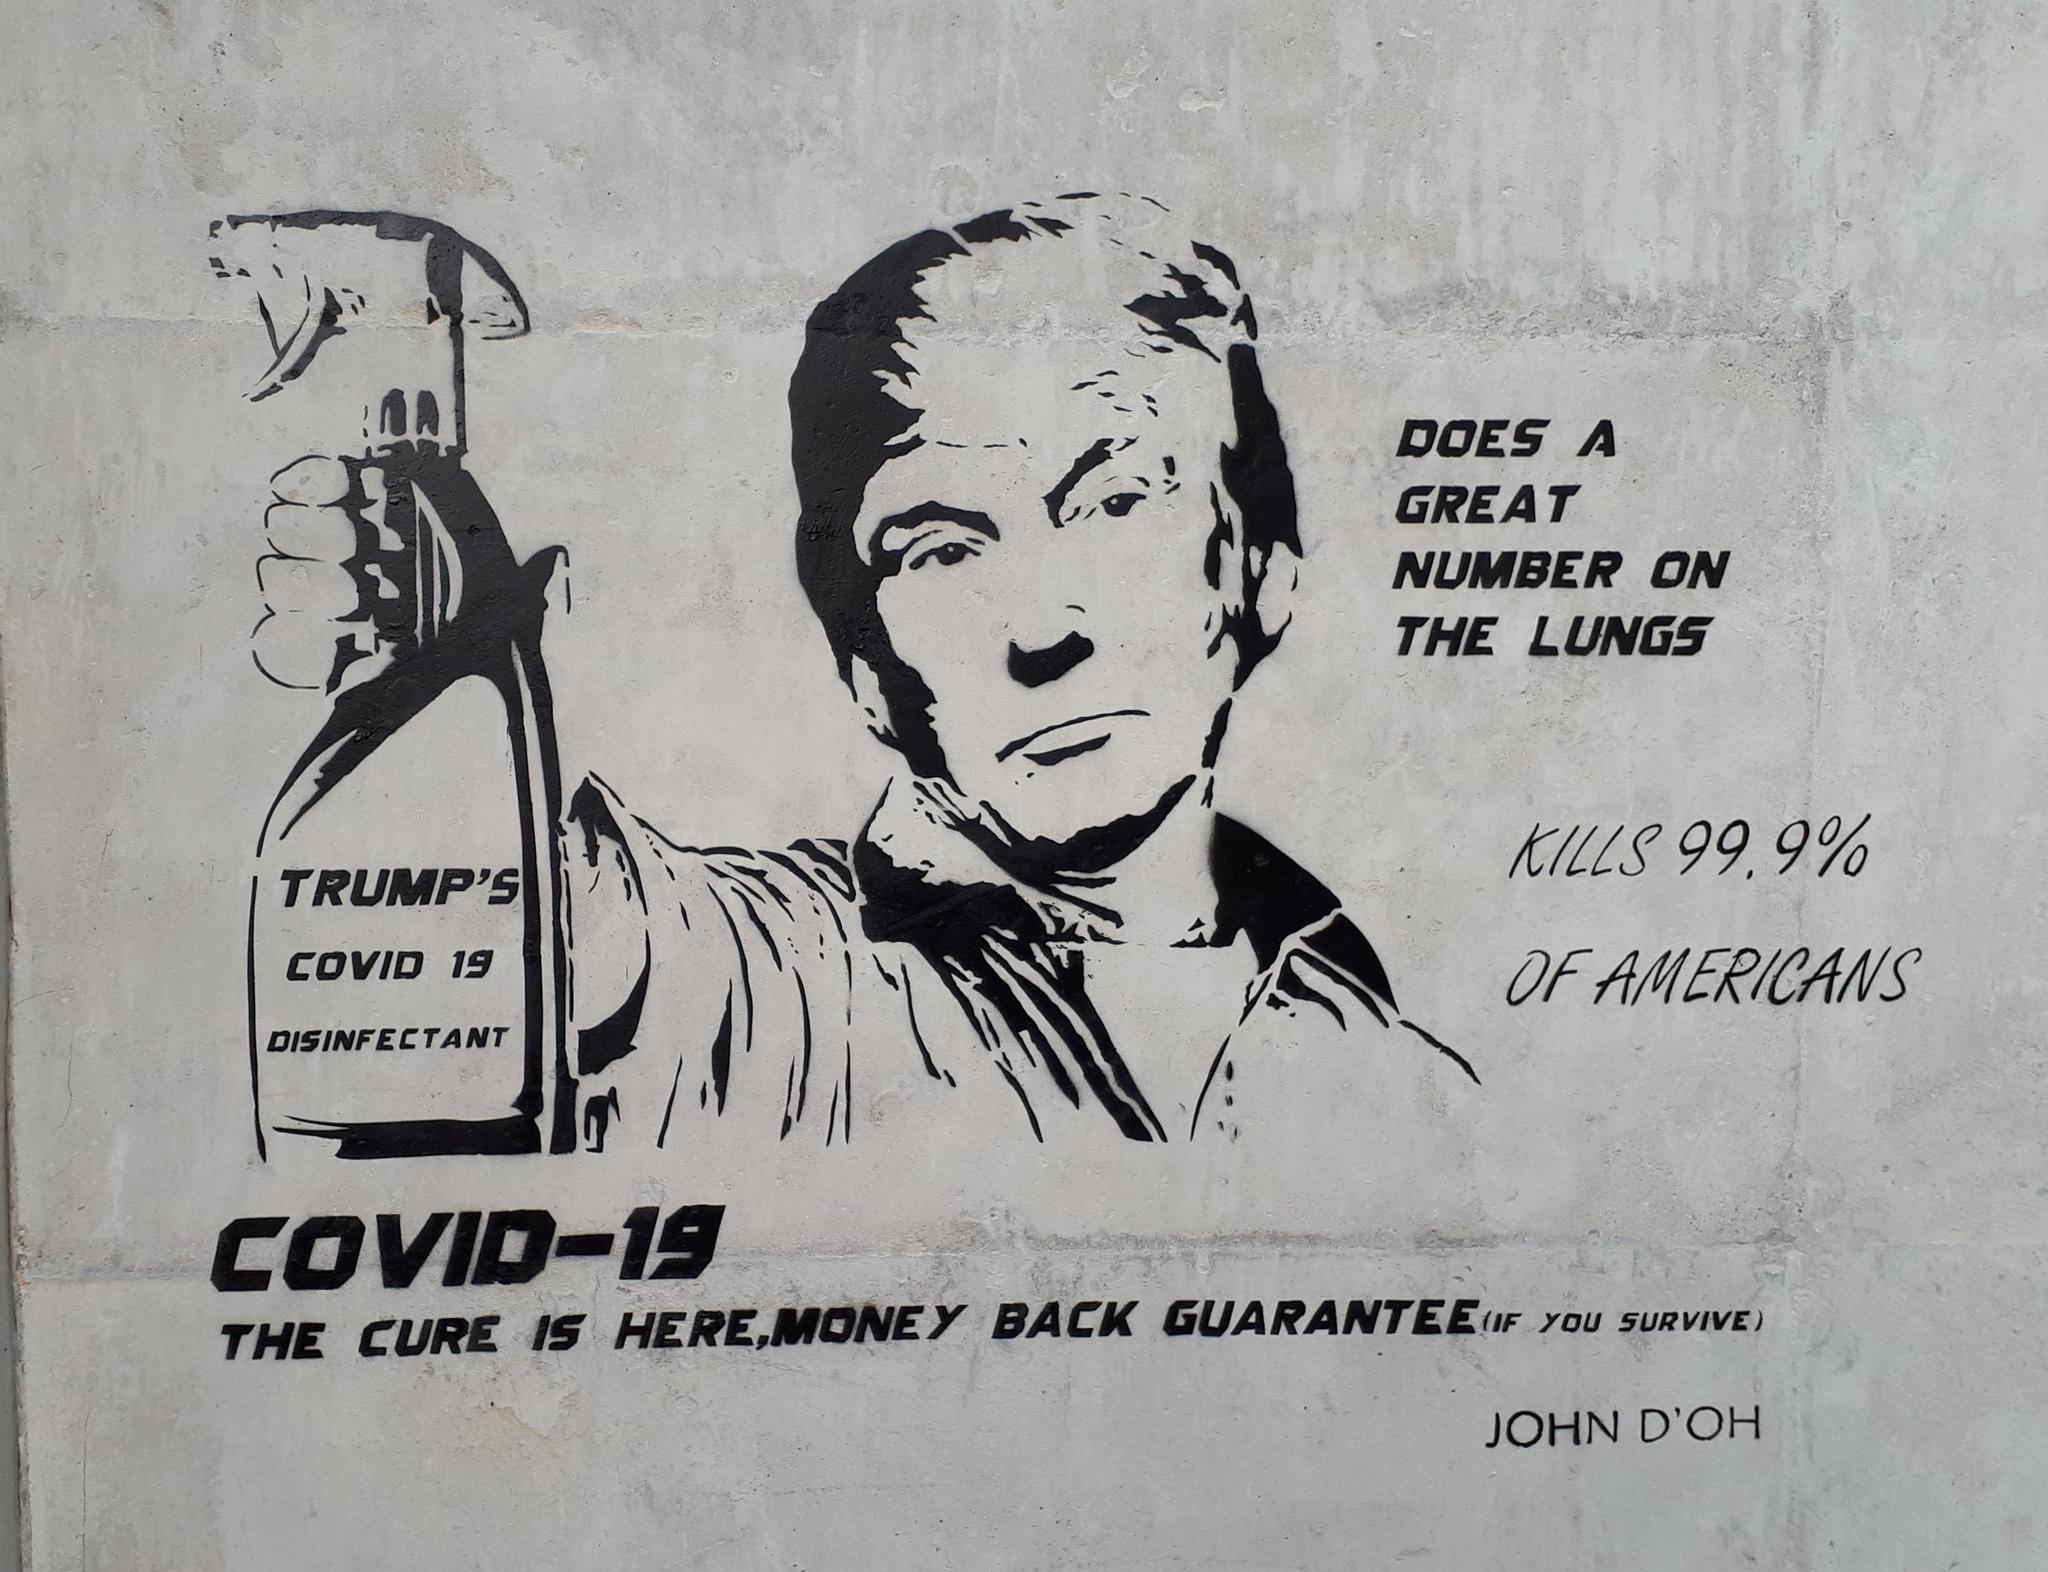 DOES A
GREAT
NUMBER ON
THE LUNGS
KILLS 99.9%
OF AMERICANS
TRUMP'S
COVID 19
DISINFECTANT
COVID-19
THE CURE IS HERE,MONEY BACK GUARANTEE(IF YOU SURVIVE)
JOHN D'OH